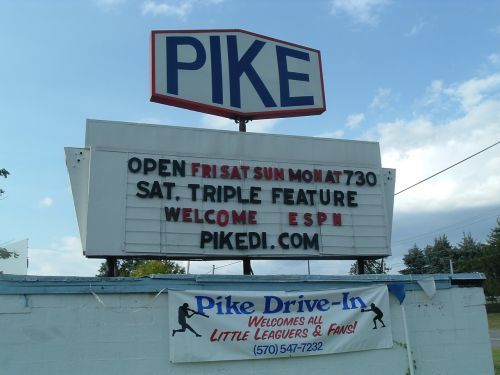 PIKE
OPEN FRI SAT SUN MON AT 730
SAT. TRIPLE FEATURE
WELCOME ESPN
PIKEDI.COM
Pike Drive-In
WELCOMES ALL
LITTLE LEAGUERS & FANS!
(570) 547-7232